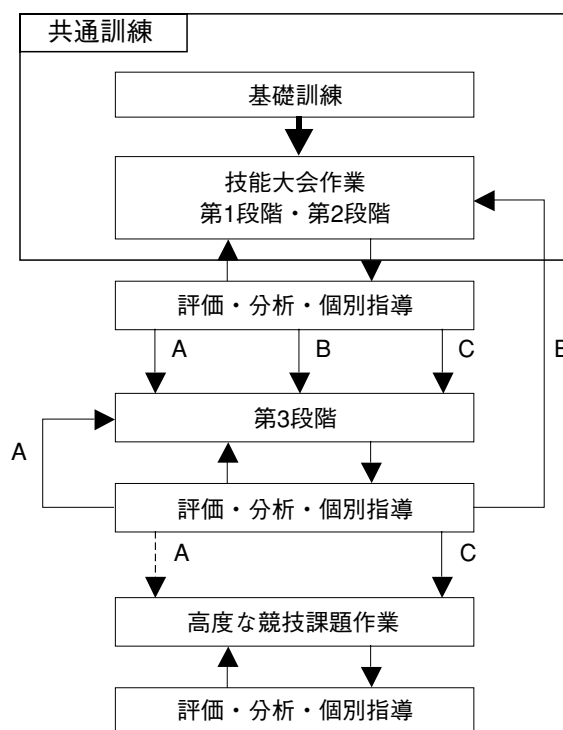 共通訓練
基礎訓練
技能大会作業
第1段階・第2段階
評価・分析・個別指導
A
B
C
B
第3段階
A
評価・分析・個別指導
A
C
高度な競技課題作業
評価・分析・個別指導